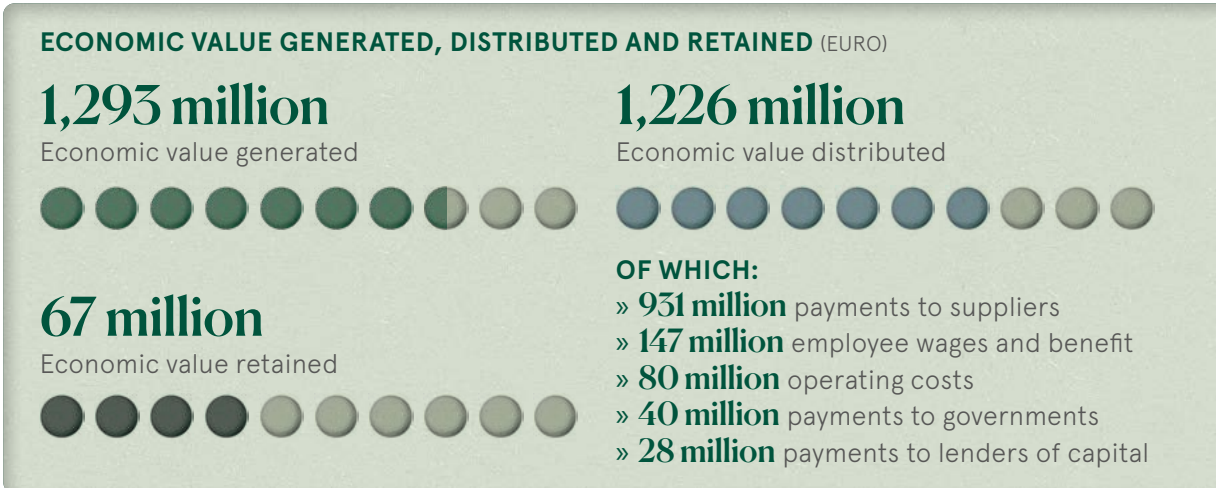 ECONOMIC VALUE GENERATED, DISTRIBUTED AND RETAINED (EURO)
1,293 million
Economic value generated
67 million
Economic value retained
1,226 million
Economic value distributed
OF WHICH:
» 931 million payments to suppliers
» 147 million employee wages and benefit
» 80 million operating costs
» 40 million payments to governments
» 28 million payments to lenders of capital